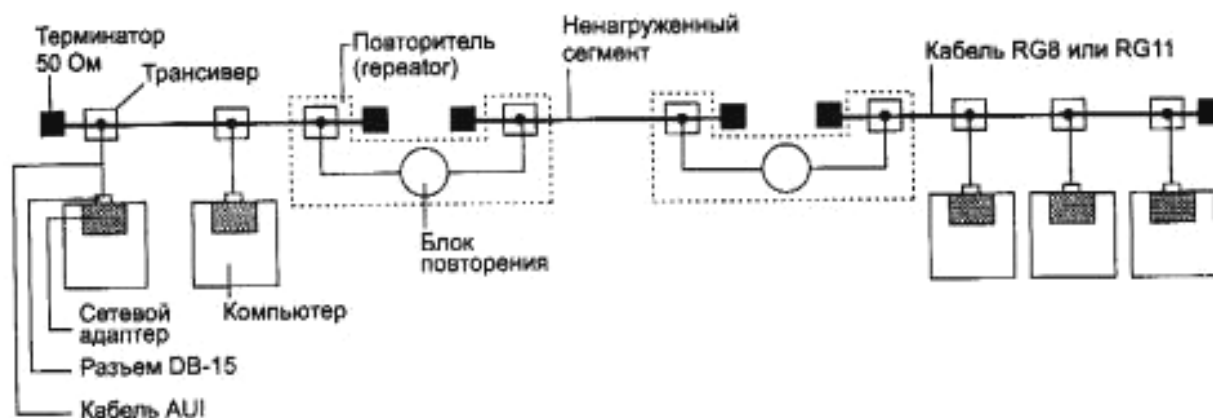 Терминатор
50 Ом
Трансивер
Повторитель
(repeator)
Ненагруженный
сегмент
Кабель RG8 или RG11
Блок
повторения
Сетевой
адаптер
Компьютер
Разъем DB-15
Кабель AUI